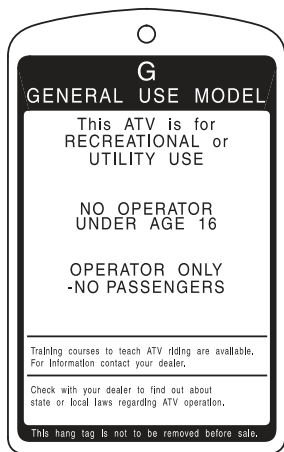 G
GENERAL USE MODEL
This ATV is for
RECREATIONAL or
UTILITY USE
NO OPERATOR
UNDER AGE 16
OPERATOR ONLY
-NO PASSENGERS
Training courses to teach ATV riding are available.
For information contact your dealer.
Check with your dealer to find out about
state or local laws regarding ATV operation.
This hang tag is not to be removed before sale.